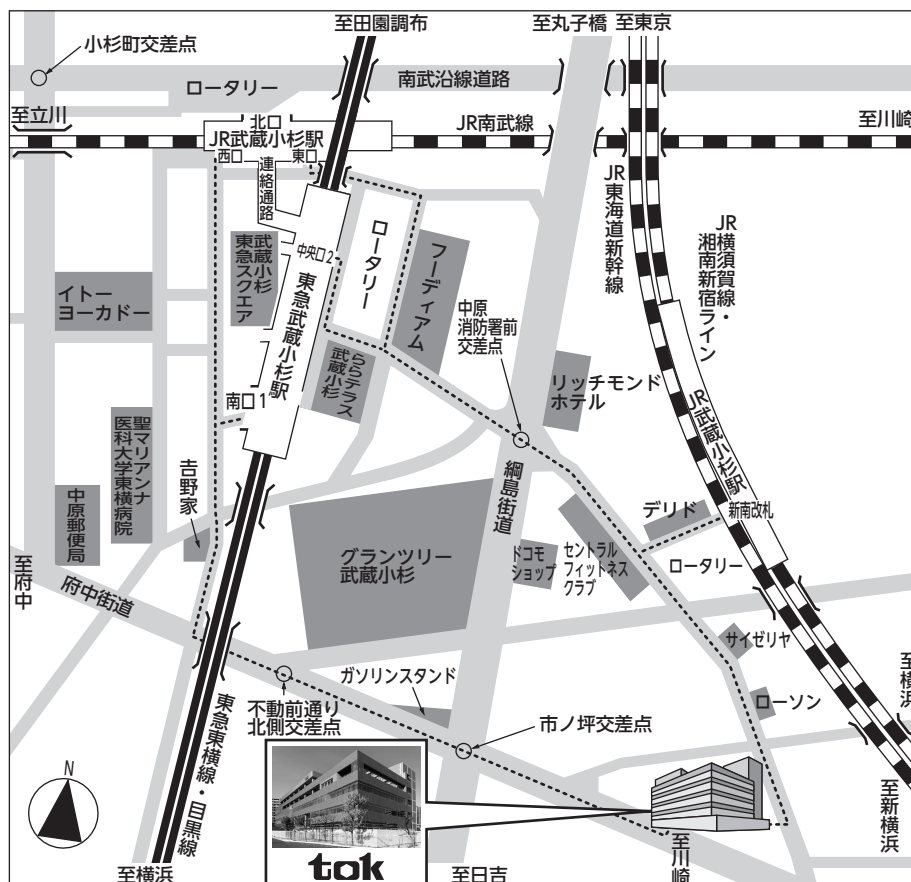 至田園調布
至丸子橋
至東京
小杉町交差点
ロータリー
南武沿線道路
至立川
北口
JR武蔵小杉駅
西口
東口
JR南武線
至川崎
連絡通路
JR東海道新幹線
JR横須賀線・
湘南新宿ライン
武蔵小杉
東急スクエア
中央口2
ロータリー
フーディアム
東急武蔵小杉駅
イトー
ヨーカドー
中原
消防署前
交差点
ららテラス
武蔵小杉
リッチモンド
ホテル
南口1
JR武蔵小杉駅
聖マリアンナ
医科大学東横病院
吉野家
綱島街道
中原郵便局
デリド
新南改札
グランツリー
武蔵小杉
ドコモ
ショップ
セントラル
フィットネス
クラブ
ロータリー
至府中
府中街道
サイゼリヤ
ガソリンスタンド
至横浜
ローソン
不動前通り
北側交差点
市ノ坪交差点
東急東横線・目黒線
N
至新横浜
至川崎
tok
至横浜
至日吉